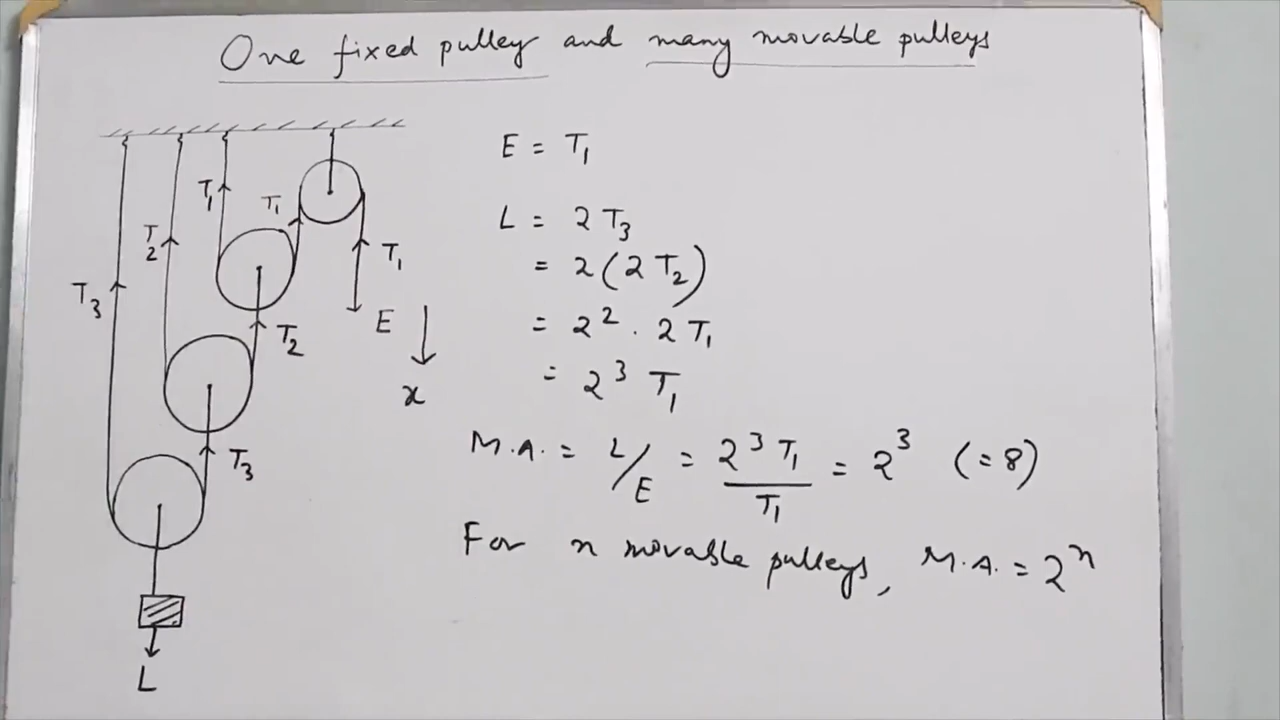 One fixed pulley and many movable pulleys
E = T₁
L = 2 T₃
= 2 (2 T₂)
= 2² . 2 T₁
= 2³ T₁
M.A. = L/E = 2³ T₁ / T₁ = 2³ (= 8)
For n movable pulleys, M.A. = 2ⁿ
T₁
T₁
T₂
T₁
T₃
E
T₂
x
T₃
L